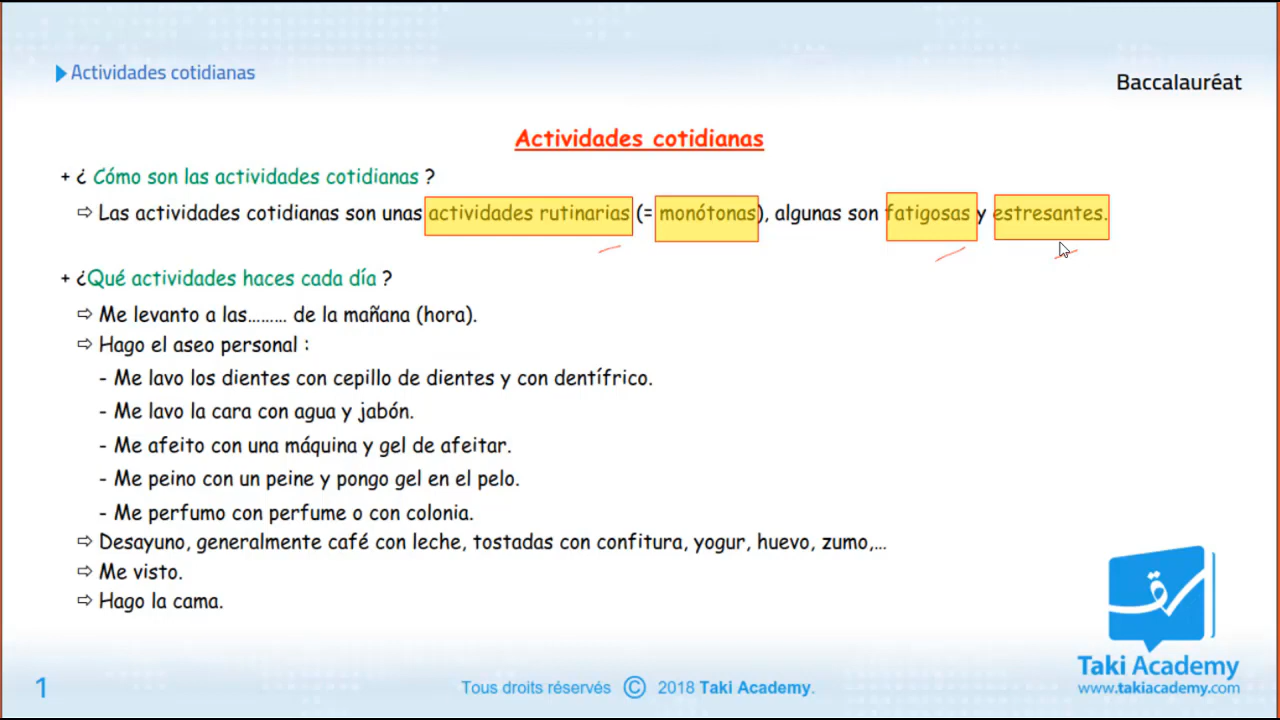 Actividades cotidianas
Baccalauréat
Actividades cotidianas
+ ¿ Cómo son las actividades cotidianas ?
⇨ Las actividades cotidianas son unas actividades rutinarias (= monótonas), algunas son fatigosas y estresantes.
+ ¿Qué actividades haces cada día ?
⇨ Me levanto a las......... de la mañana (hora).
⇨ Hago el aseo personal :
- Me lavo los dientes con cepillo de dientes y con dentífrico.
- Me lavo la cara con agua y jabón.
- Me afeito con una máquina y gel de afeitar.
- Me peino con un peine y pongo gel en el pelo.
- Me perfumo con perfume o con colonia.
⇨ Desayuno, generalmente café con leche, tostadas con confitura, yogur, huevo, zumo,...
⇨ Me visto.
⇨ Hago la cama.
Taki Academy
www.takiacademy.com
1
Tous droits réservés © 2018 Taki Academy.